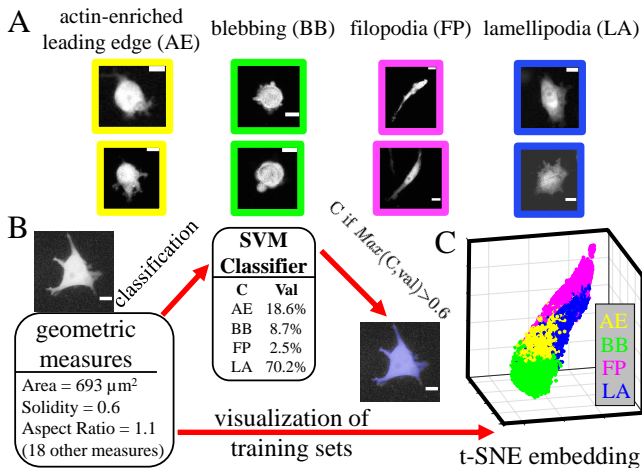 A
actin-enriched
leading edge (AE)
blebbing (BB)
filopodia (FP)
lamellipodia (LA)
B
classification
geometric
measures
Area = 693 µm²
Solidity = 0.6
Aspect Ratio = 1.1
(18 other measures)
SVM
Classifier
C Val
AE 18.6%
BB 8.7%
FP 2.5%
LA 70.2%
C if Max(C,val)>0.6
visualization of
training sets
C
AE
BB
FP
LA
t-SNE embedding